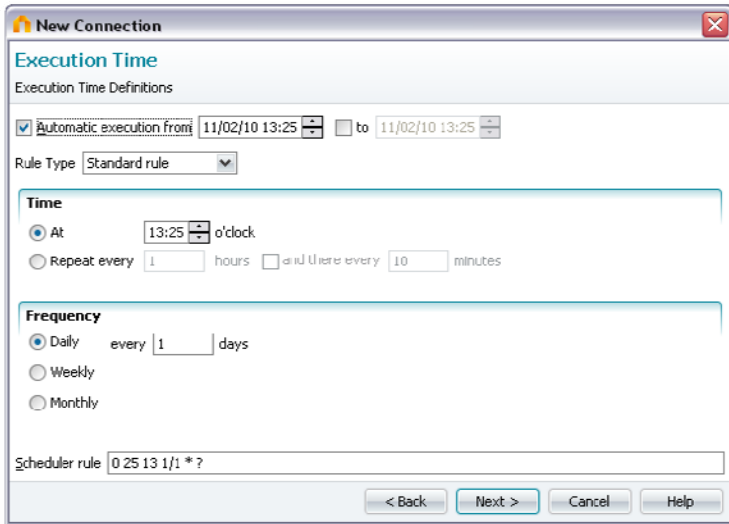 New Connection
Execution Time
Execution Time Definitions
Automatic execution from 11/02/10 13:25 to 11/02/10 13:25
Rule Type Standard rule
Time
At 13:25 o'clock
Repeat every 1 hours and there every 10 minutes
Frequency
Daily every 1 days
Weekly
Monthly
Scheduler rule 0 25 13 1/1 * ?
< Back Next > Cancel Help